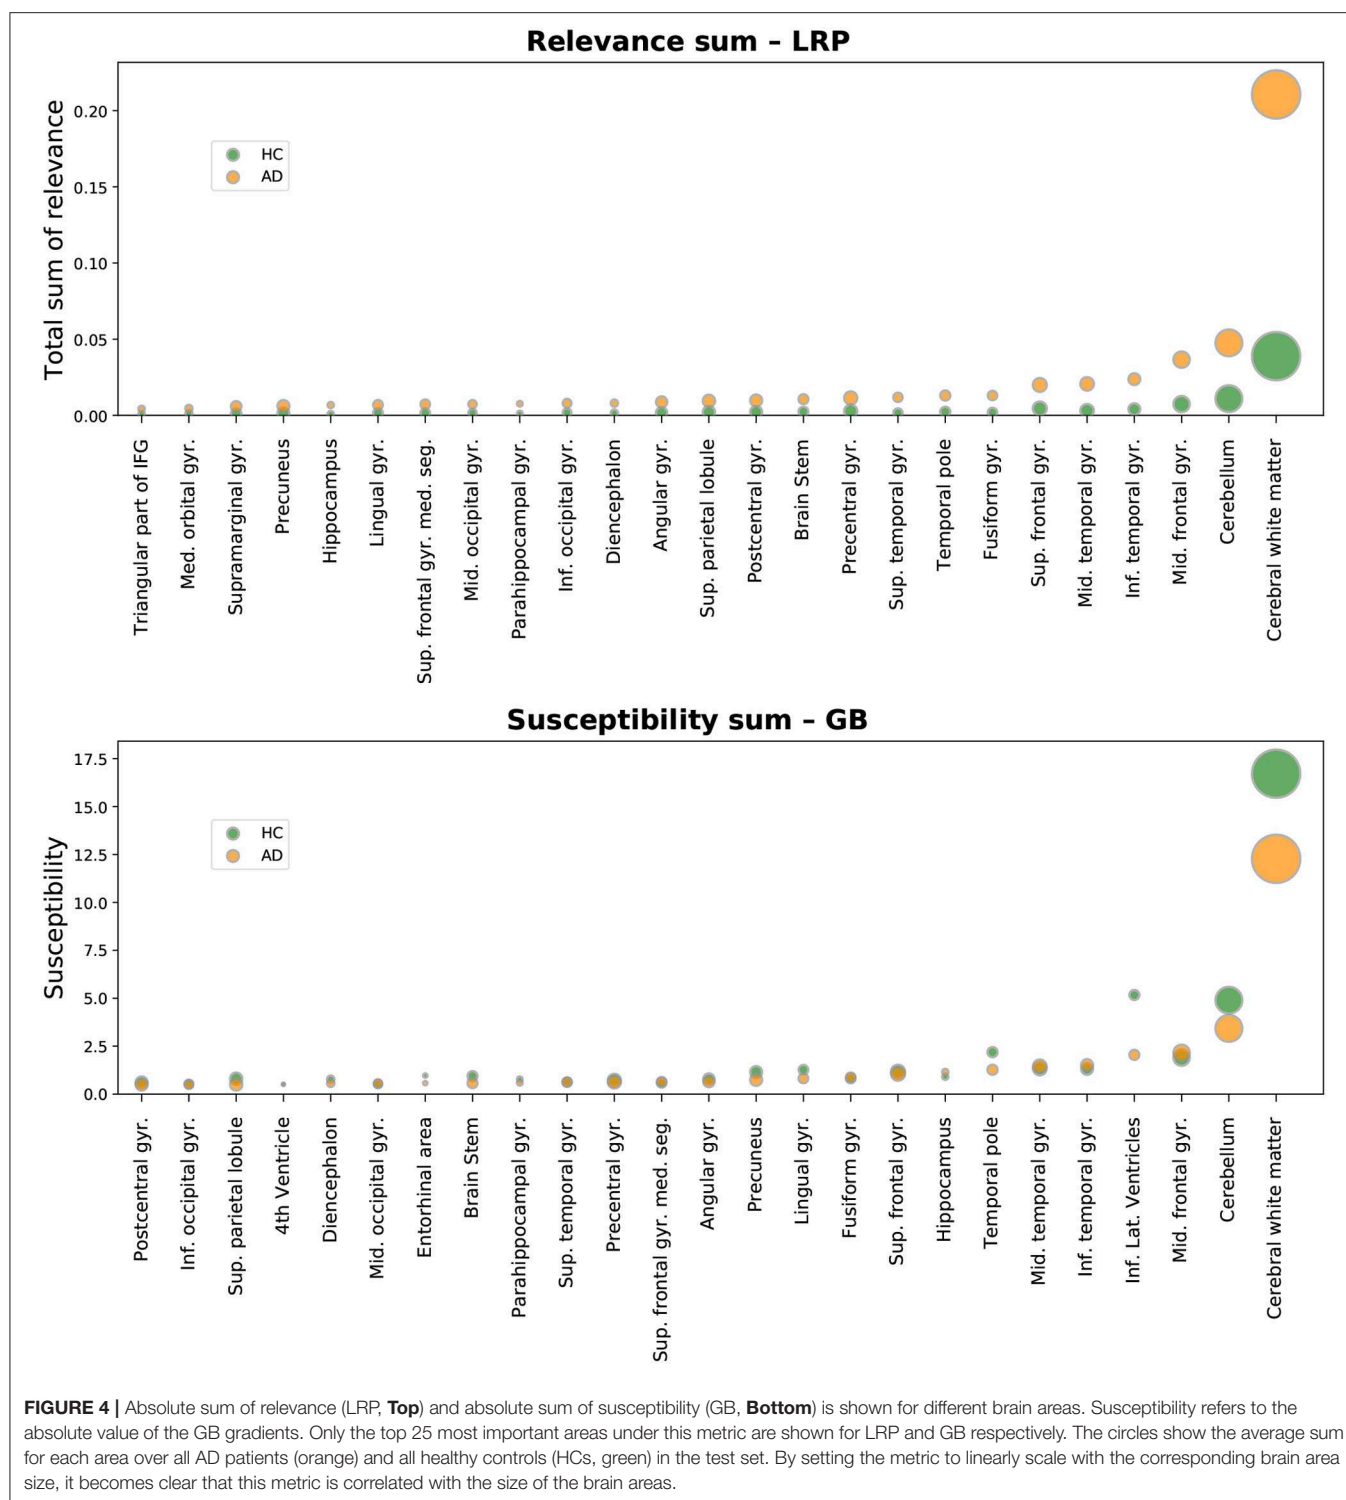 Relevance sum – LRP
Total sum of relevance
0.20
0.15
0.10
0.05
0.00
HC
AD
Triangular part of IFG
Med. orbital gyr.
Supramarginal gyr.
Precuneus
Hippocampus
Lingual gyr.
Sup. frontal gyr. med. seg.
Mid. occipital gyr.
Parahippocampal gyr.
Inf. occipital gyr.
Diencephalon
Angular gyr.
Sup. parietal lobule
Postcentral gyr.
Brain Stem
Precentral gyr.
Sup. temporal gyr.
Temporal pole
Fusiform gyr.
Sup. frontal gyr.
Mid. temporal gyr.
Inf. temporal gyr.
Mid. frontal gyr.
Cerebellum
Cerebral white matter
Susceptibility sum – GB
Susceptibility
17.5
15.0
12.5
10.0
7.5
5.0
2.5
0.0
HC
AD
Postcentral gyr.
Inf. occipital gyr.
Sup. parietal lobule
4th Ventricle
Diencephalon
Mid. occipital gyr.
Entorhinal area
Brain Stem
Parahippocampal gyr.
Sup. temporal gyr.
Precentral gyr.
Sup. frontal gyr. med. seg.
Angular gyr.
Precuneus
Lingual gyr.
Fusiform gyr.
Sup. frontal gyr.
Hippocampus
Temporal pole
Mid. temporal gyr.
Inf. temporal gyr.
Inf. Lat. Ventricles
Mid. frontal gyr.
Cerebellum
Cerebral white matter
FIGURE 4 | Absolute sum of relevance (LRP, Top) and absolute sum of susceptibility (GB, Bottom) is shown for different brain areas. Susceptibility refers to the
absolute value of the GB gradients. Only the top 25 most important areas under this metric are shown for LRP and GB respectively. The circles show the average sum
for each area over all AD patients (orange) and all healthy controls (HCs, green) in the test set. By setting the metric to linearly scale with the corresponding brain area
size, it becomes clear that this metric is correlated with the size of the brain areas.